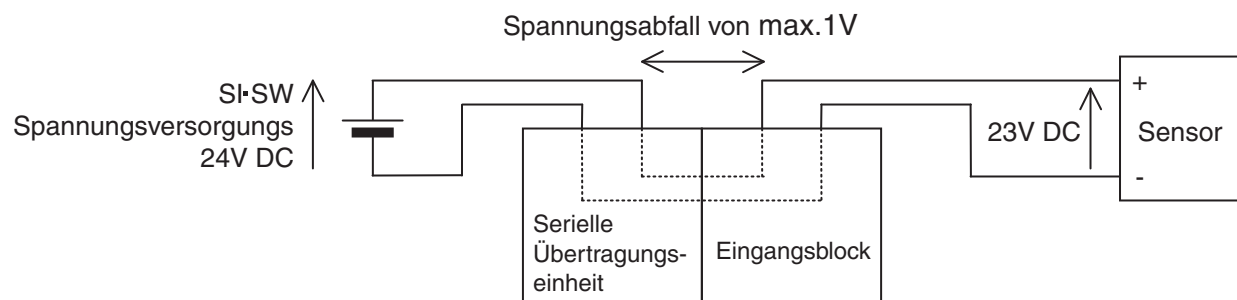 Spannungsabfall von max.1V
SI·SW
Spannungsversorgungs
24V DC
+
23V DC
Sensor
-
Serielle
Übertragungs-
einheit
Eingangsblock